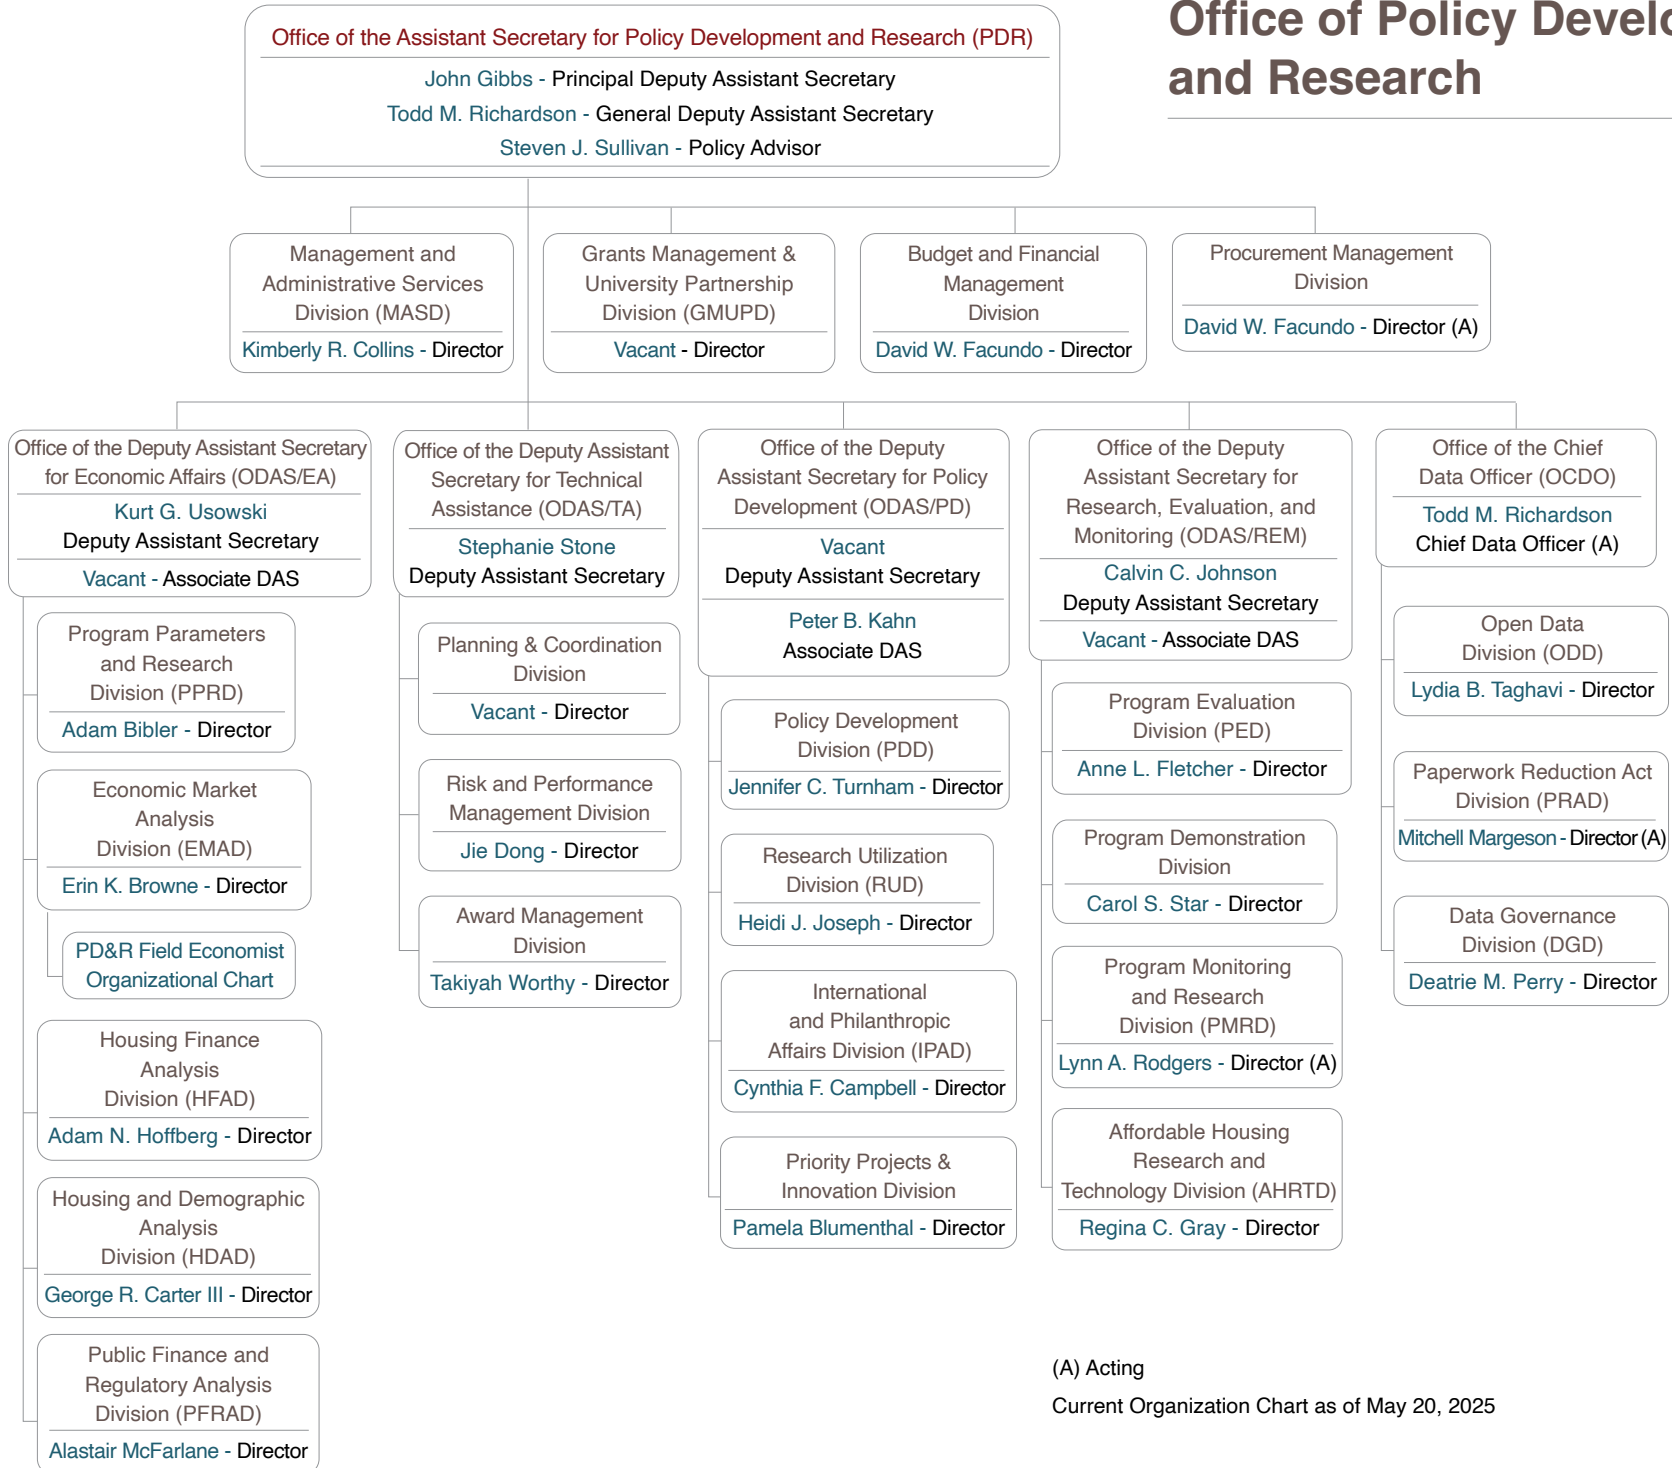 Office of Policy Develo
and Research
Office of the Assistant Secretary for Policy Development and Research (PDR)
John Gibbs - Principal Deputy Assistant Secretary
Todd M. Richardson - General Deputy Assistant Secretary
Steven J. Sullivan - Policy Advisor
Management and
Administrative Services
Division (MASD)
Kimberly R. Collins - Director
Grants Management &
University Partnership
Division (GMUPD)
Vacant - Director
Budget and Financial
Management
Division
David W. Facundo - Director
Procurement Management
Division
David W. Facundo - Director (A)
Office of the Deputy Assistant Secretary
for Economic Affairs (ODAS/EA)
Kurt G. Usowski
Deputy Assistant Secretary
Vacant - Associate DAS
Program Parameters
and Research
Division (PPRD)
Adam Bibler - Director
Economic Market
Analysis
Division (EMAD)
Erin K. Browne - Director
PD&R Field Economist
Organizational Chart
Housing Finance
Analysis
Division (HFAD)
Adam N. Hoffberg - Director
Housing and Demographic
Analysis
Division (HDAD)
George R. Carter III - Director
Public Finance and
Regulatory Analysis
Division (PFRAD)
Alastair McFarlane - Director
Office of the Deputy Assistant
Secretary for Technical
Assistance (ODAS/TA)
Stephanie Stone
Deputy Assistant Secretary
Planning & Coordination
Division
Vacant - Director
Risk and Performance
Management Division
Jie Dong - Director
Award Management
Division
Takiyah Worthy - Director
Office of the Deputy
Assistant Secretary for Policy
Development (ODAS/PD)
Vacant
Deputy Assistant Secretary
Peter B. Kahn
Associate DAS
Policy Development
Division (PDD)
Jennifer C. Turnham - Director
Research Utilization
Division (RUD)
Heidi J. Joseph - Director
International
and Philanthropic
Affairs Division (IPAD)
Cynthia F. Campbell - Director
Priority Projects &
Innovation Division
Pamela Blumenthal - Director
Office of the Deputy
Assistant Secretary for
Research, Evaluation, and
Monitoring (ODAS/REM)
Calvin C. Johnson
Deputy Assistant Secretary
Vacant - Associate DAS
Program Evaluation
Division (PED)
Anne L. Fletcher - Director
Program Demonstration
Division
Carol S. Star - Director
Program Monitoring
and Research
Division (PMRD)
Lynn A. Rodgers - Director (A)
Affordable Housing
Research and
Technology Division (AHRTD)
Regina C. Gray - Director
Office of the Chief
Data Officer (OCDO)
Todd M. Richardson
Chief Data Officer (A)
Open Data
Division (ODD)
Lydia B. Taghavi - Director
Paperwork Reduction Act
Division (PRAD)
Mitchell Margeson - Director (A)
Data Governance
Division (DGD)
Deatrie M. Perry - Director
(A) Acting
Current Organization Chart as of May 20, 2025